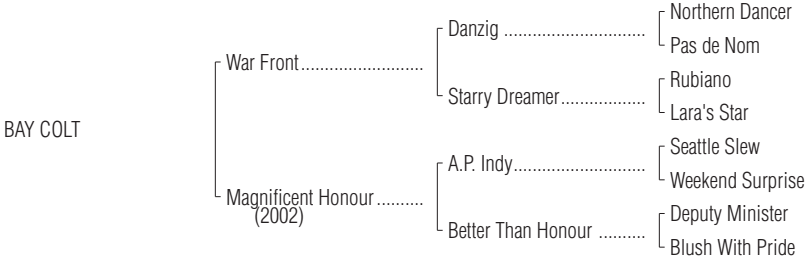 Northern Dancer
Danzig ..............................
Pas de Nom
War Front..........................
Rubiano
Starry Dreamer..................
Lara's Star
BAY COLT
Seattle Slew
A.P. Indy............................
Weekend Surprise
Magnificent Honour ..........
(2002)
Deputy Minister
Better Than Honour ..........
Blush With Pride